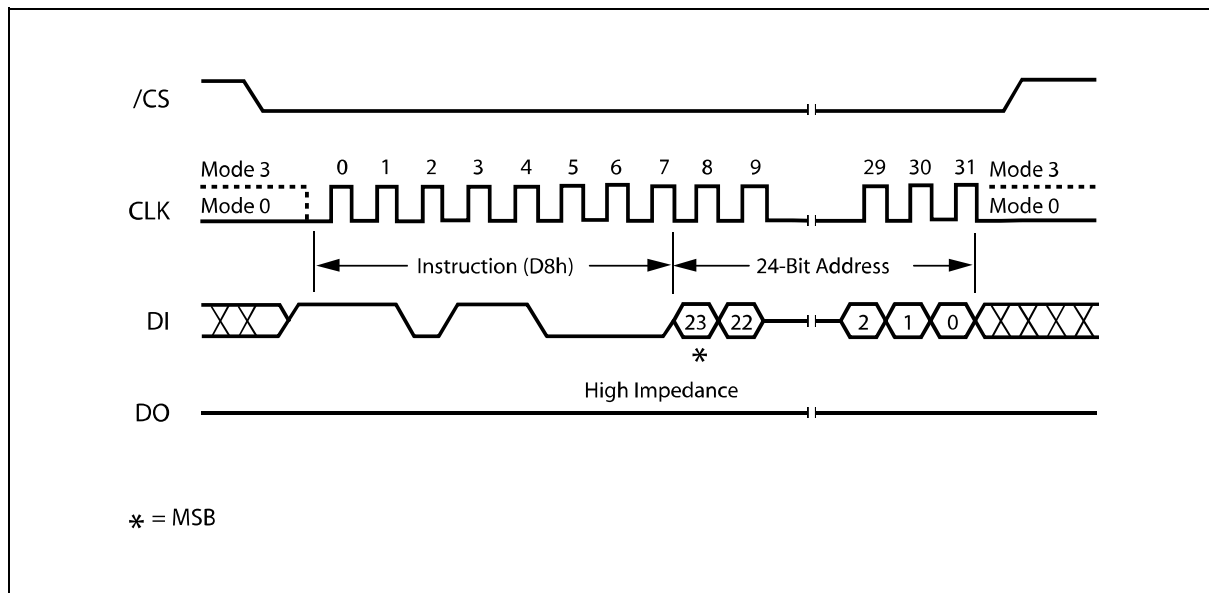 /CS
Mode 3 0 1 2 3 4 5 6 7 8 9 29 30 31 Mode 3
CLK Mode 0 Mode 0
Instruction (D8h) 24-Bit Address
DI 23 22 2 1 0
*
High Impedance
DO
* = MSB